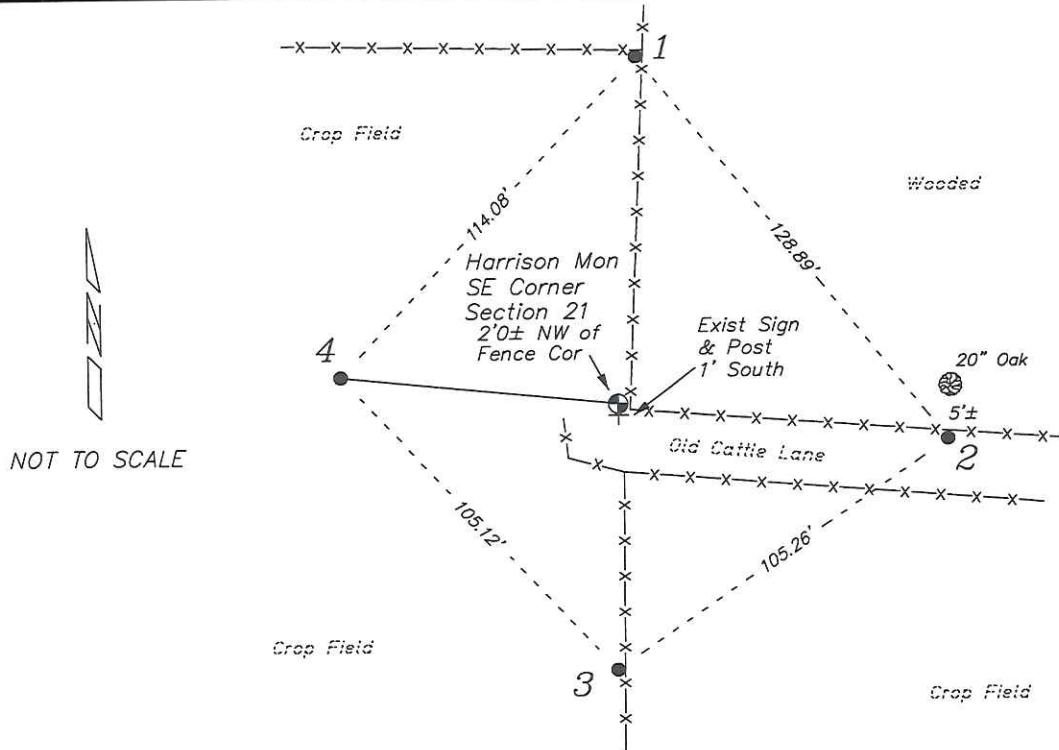 1
Crop Field
Wooded
114.08'
128.89'
Harrison Mon
SE Corner
Section 21
2'0± NW of
Fence Cor
Exist Sign
& Post
1' South
20" Oak
5'±
4
N
NOT TO SCALE
Old Cattle Lane
2
105.12'
105.26'
Crop Field
3
Crop Field